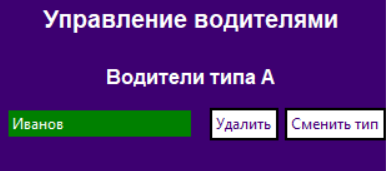 Управление водителями
Водители типа А
Иванов Удалить Сменить тип